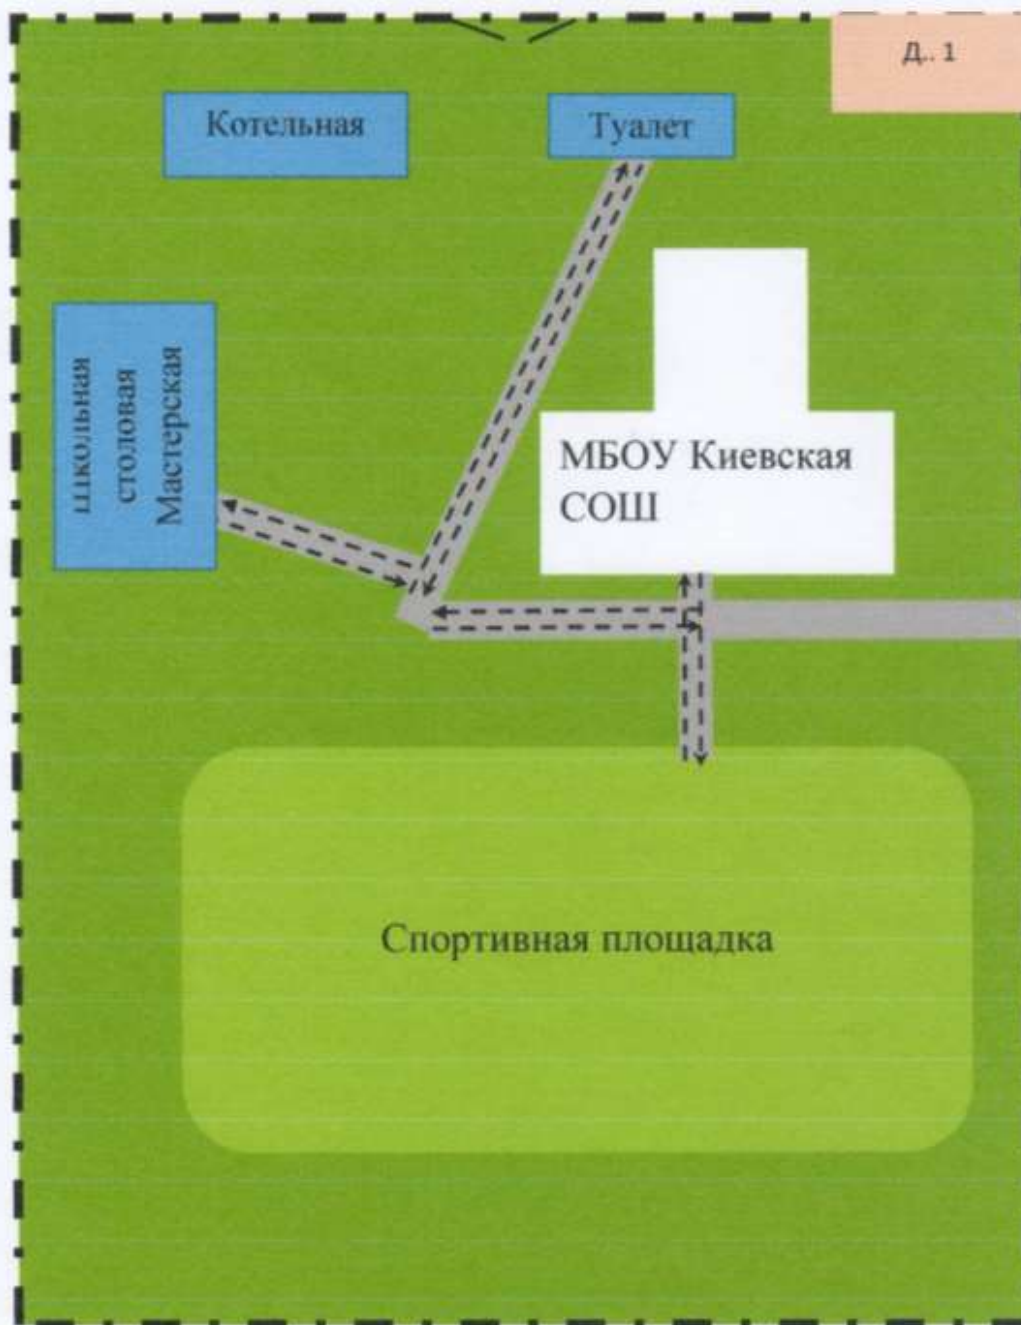 Д.. 1
Котельная
Туалет
Школьная
столовая
Мастерская
МБОУ Киевская
СОШ
Спортивная площадка